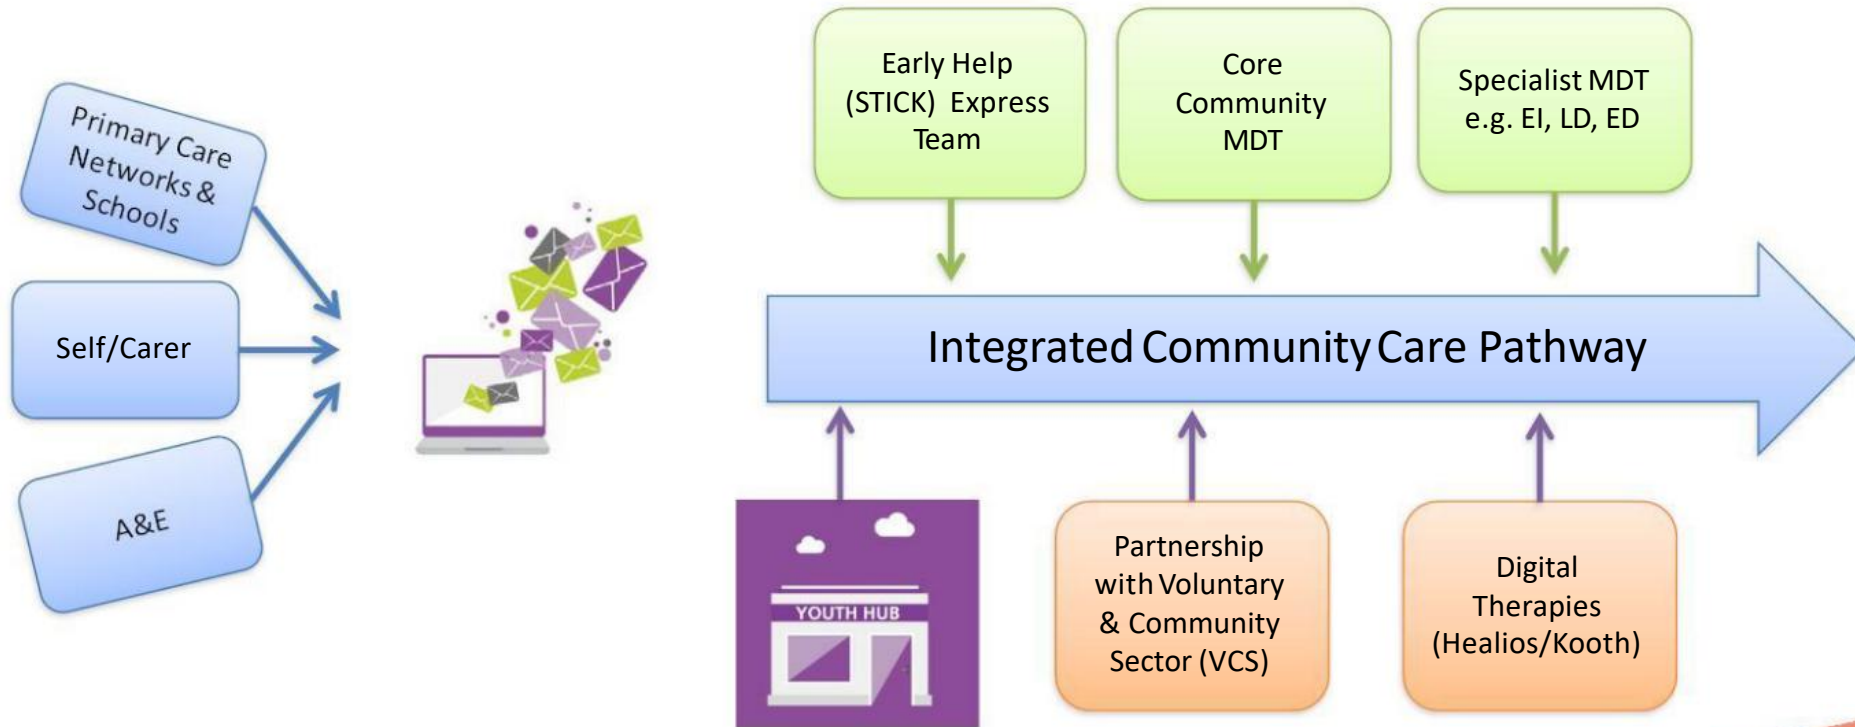 Primary Care
Networks &
Schools
Self/Carer
A&E
Early Help
(STICK) Express
Team
Core
Community
MDT
Specialist MDT
e.g. EI, LD, ED
Integrated Community Care Pathway
YOUTH HUB
Partnership
with Voluntary
& Community
Sector (VCS)
Digital
Therapies
(Healios/Kooth)